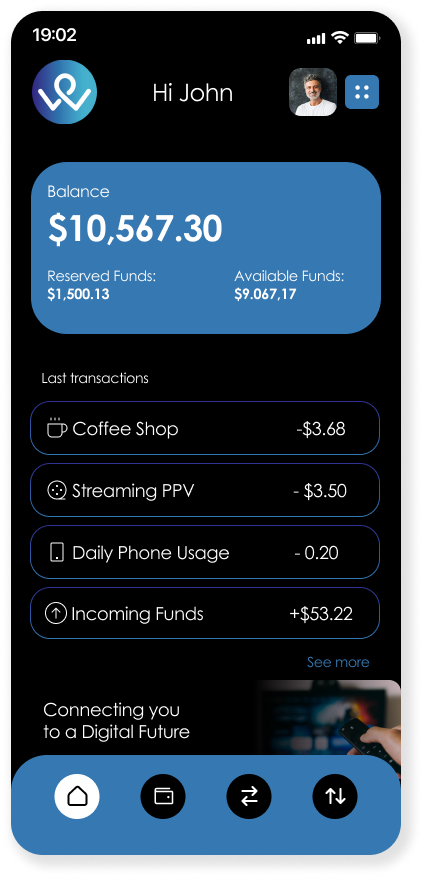 19:02
Hi John
Balance
$10,567.30
Reserved Funds: Available Funds:
$1,500.13 $9.067,17
Last transactions
Coffee Shop -$3.68
Streaming PPV - $3.50
Daily Phone Usage - 0.20
Incoming Funds +$53.22
See more
Connecting you
to a Digital Future